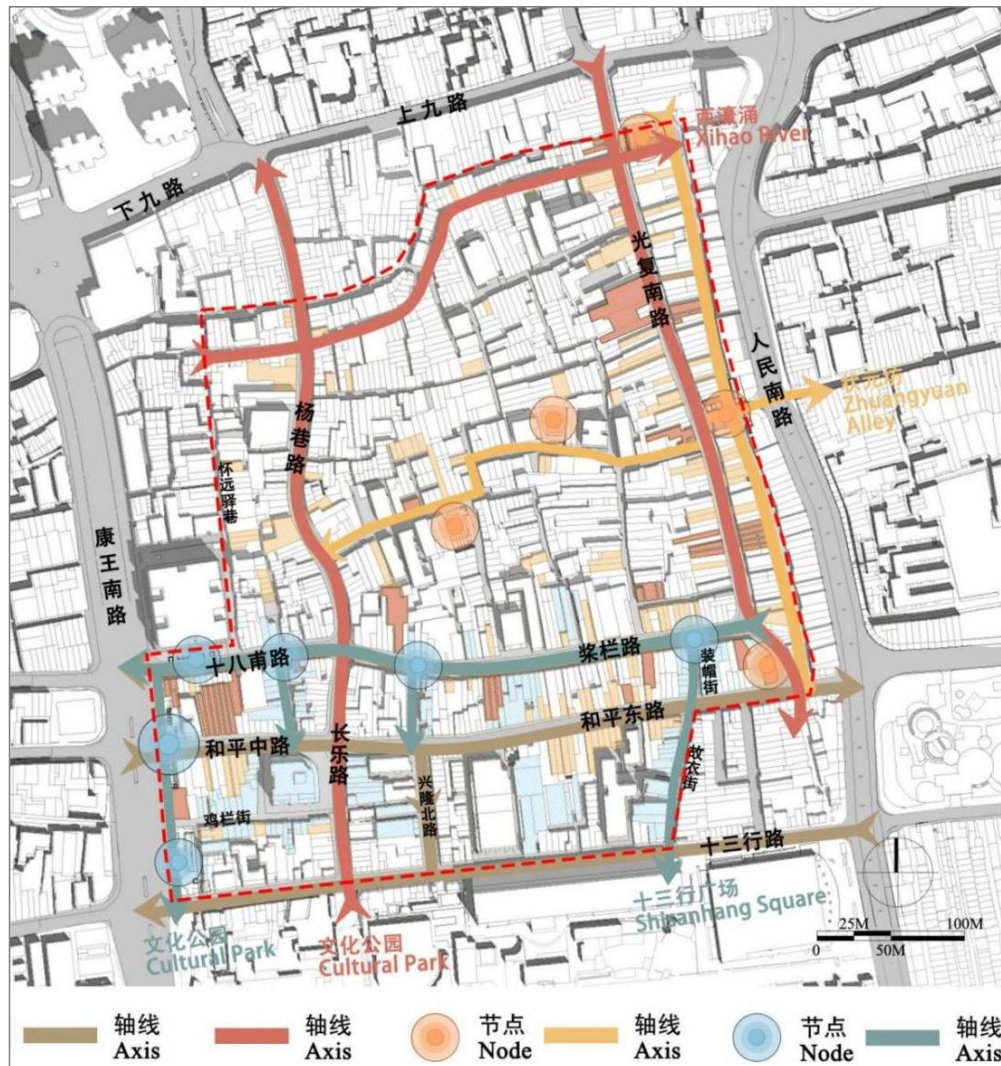 上九路
西濠涌
Xihao River
下九路
光复南路
人民南路
状元坊
Zhuangyuan
Alley
杨巷路
怀远驿巷
康王南路
十八甫路
桨栏路
装帽街
和平中路
和平东路
长乐路
故衣街
兴隆北路
鸡栏街
十三行路
十三行广场
Shipanhang Square
文化公园
Cultural Park
文化公园
Cultural Park
25M 100M
0 50M
轴线
Axis
轴线
Axis
节点
Node
轴线
Axis
节点
Node
轴线
Axis